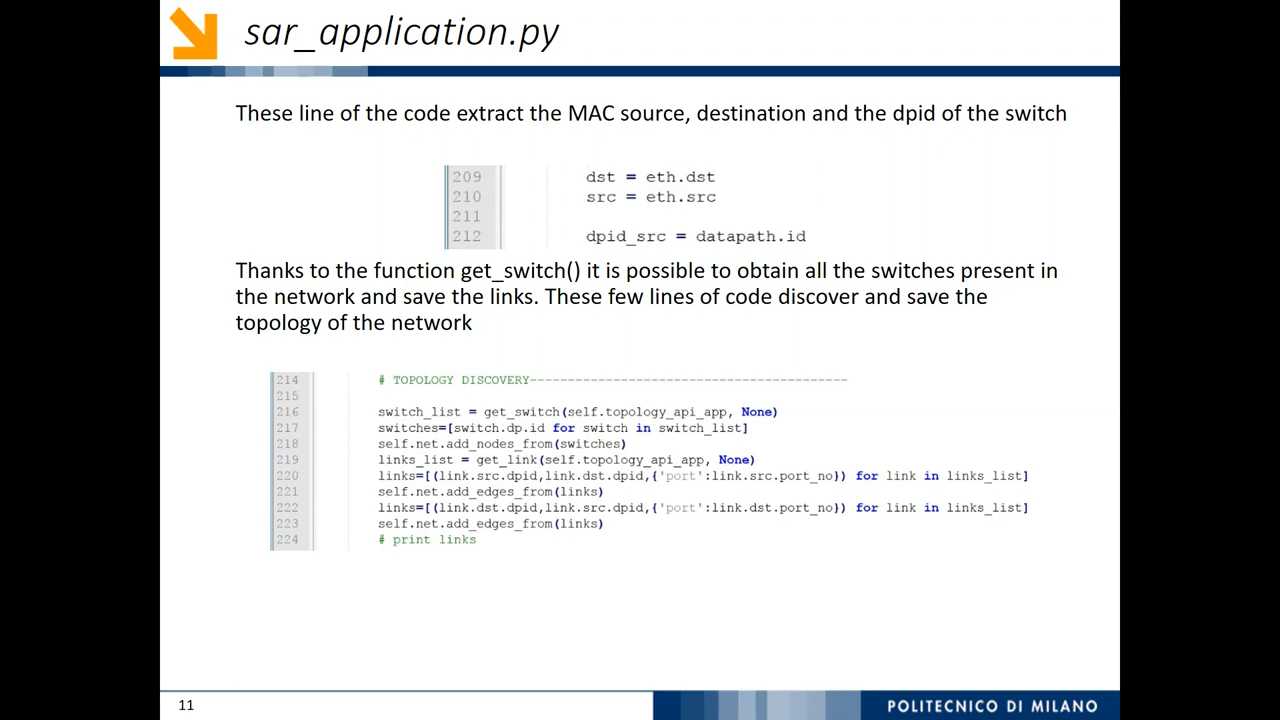 sar_application.py
These line of the code extract the MAC source, destination and the dpid of the switch
209 dst = eth.dst
210 src = eth.src
211
212 dpid_src = datapath.id
Thanks to the function get_switch() it is possible to obtain all the switches present in
the network and save the links. These few lines of code discover and save the
topology of the network
214 # TOPOLOGY DISCOVERY-----------------------------------------
215
216 switch_list = get_switch(self.topology_api_app, None)
217 switches=[switch.dp.id for switch in switch_list]
218 self.net.add_nodes_from(switches)
219 links_list = get_link(self.topology_api_app, None)
220 links=[(link.src.dpid,link.dst.dpid,{'port':link.src.port_no}) for link in links_list]
221 self.net.add_edges_from(links)
222 links=[(link.dst.dpid,link.src.dpid,{'port':link.dst.port_no}) for link in links_list]
223 self.net.add_edges_from(links)
224 # print links
11
POLITECNICO DI MILANO